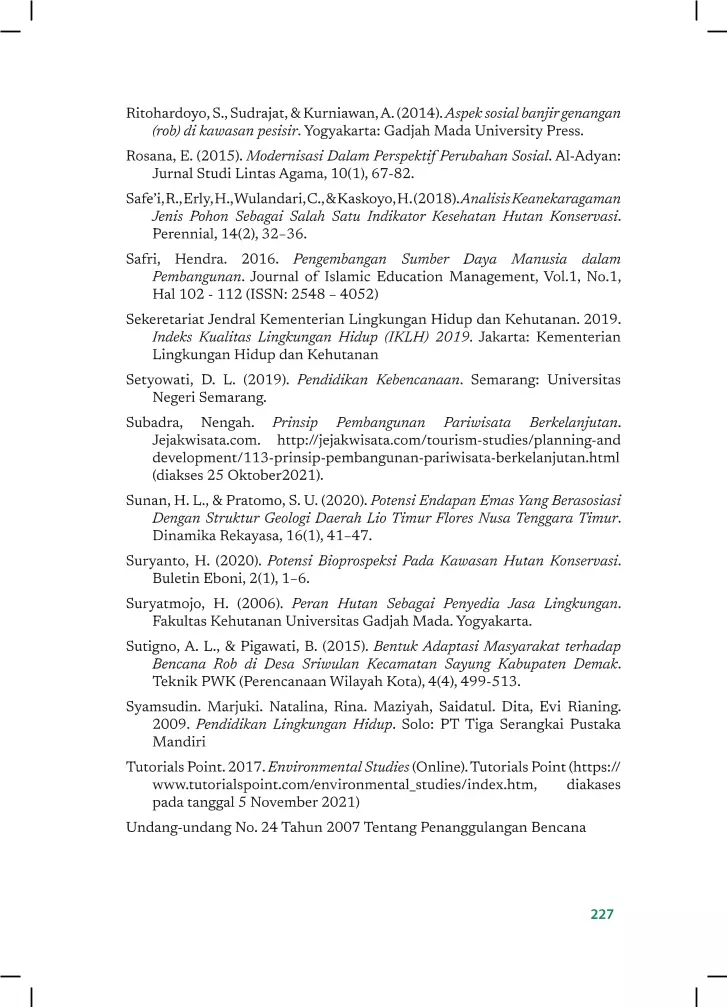 Ritohardoyo, S., Sudrajat, & Kurniawan, A. (2014). Aspek sosial banjir genangan
(rob) di kawasan pesisir. Yogyakarta: Gadjah Mada University Press.
Rosana, E. (2015). Modernisasi Dalam Perspektif Perubahan Sosial. Al-Adyan:
Jurnal Studi Lintas Agama, 10(1), 67-82.
Safe’i, R., Erly, H., Wulandari, C., & Kaskoyo, H. (2018). Analisis Keanekaragaman
Jenis Pohon Sebagai Salah Satu Indikator Kesehatan Hutan Konservasi.
Perennial, 14(2), 32–36.
Safri, Hendra. 2016. Pengembangan Sumber Daya Manusia dalam
Pembangunan. Journal of Islamic Education Management, Vol.1, No.1,
Hal 102 - 112 (ISSN: 2548 – 4052)
Sekeretariat Jendral Kementerian Lingkungan Hidup dan Kehutanan. 2019.
Indeks Kualitas Lingkungan Hidup (IKLH) 2019. Jakarta: Kementerian
Lingkungan Hidup dan Kehutanan
Setyowati, D. L. (2019). Pendidikan Kebencanaan. Semarang: Universitas
Negeri Semarang.
Subadra, Nengah. Prinsip Pembangunan Pariwisata Berkelanjutan.
Jejakwisata.com. http://jejakwisata.com/tourism-studies/planning-and
development/113-prinsip-pembangunan-pariwisata-berkelanjutan.html
(diakses 25 Oktober2021).
Sunan, H. L., & Pratomo, S. U. (2020). Potensi Endapan Emas Yang Berasosiasi
Dengan Struktur Geologi Daerah Lio Timur Flores Nusa Tenggara Timur.
Dinamika Rekayasa, 16(1), 41–47.
Suryanto, H. (2020). Potensi Bioprospeksi Pada Kawasan Hutan Konservasi.
Buletin Eboni, 2(1), 1–6.
Suryatmojo, H. (2006). Peran Hutan Sebagai Penyedia Jasa Lingkungan.
Fakultas Kehutanan Universitas Gadjah Mada. Yogyakarta.
Sutigno, A. L., & Pigawati, B. (2015). Bentuk Adaptasi Masyarakat terhadap
Bencana Rob di Desa Sriwulan Kecamatan Sayung Kabupaten Demak.
Teknik PWK (Perencanaan Wilayah Kota), 4(4), 499-513.
Syamsudin. Marjuki. Natalina, Rina. Maziyah, Saidatul. Dita, Evi Rianing.
2009. Pendidikan Lingkungan Hidup. Solo: PT Tiga Serangkai Pustaka
Mandiri
Tutorials Point. 2017. Environmental Studies (Online). Tutorials Point (https://
www.tutorialspoint.com/environmental_studies/index.htm, diakases
pada tanggal 5 November 2021)
Undang-undang No. 24 Tahun 2007 Tentang Penanggulangan Bencana
227